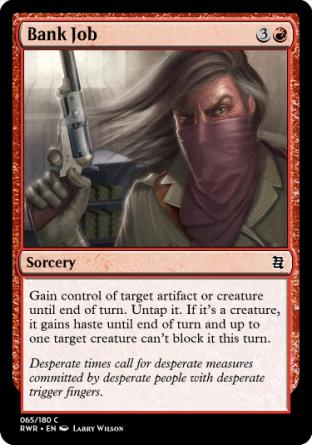 Bank Job 3
Sorcery
Gain control of target artifact or creature
until end of turn. Untap it. If it's a creature,
it gains haste until end of turn and up to
one target creature can't block it this turn.
Desperate times call for desperate measures
committed by desperate people with desperate
trigger fingers.
065/180 C
RWR • EN Larry Wilson